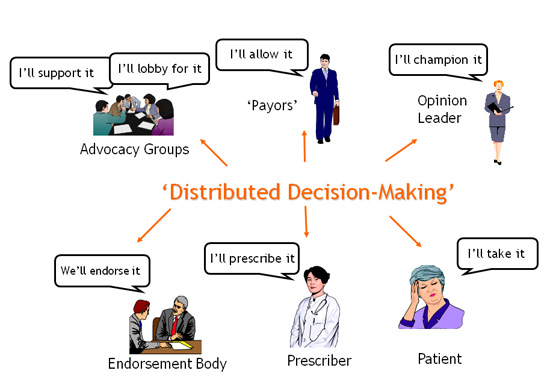 I'll support it
I'll lobby for it
I'll allow it
I'll champion it
Advocacy Groups
'Payors'
Opinion
Leader
'Distributed Decision-Making'
We'll endorse it
I'll prescribe it
I'll take it
Endorsement Body
Prescriber
Patient